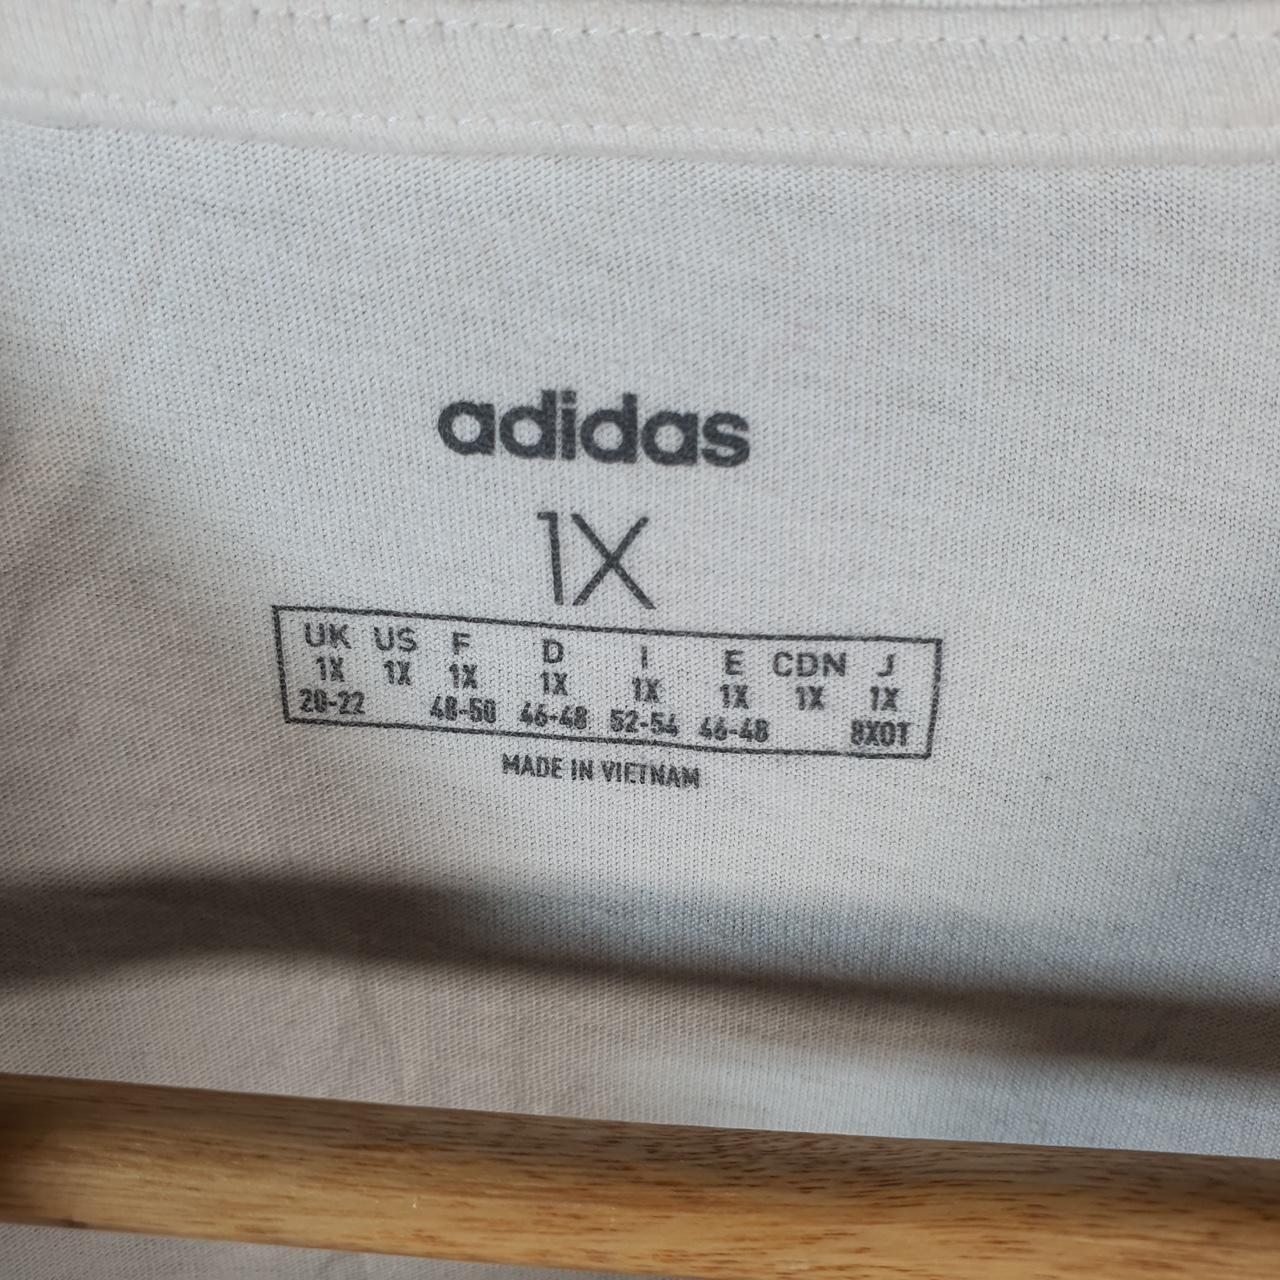 adidas
1X
UK US F D I E CDN J
1X 1X 1X 1X 1X 1X 1X 1X
20-22 48-50 46-48 52-54 46-48 8XOT
MADE IN VIETNAM